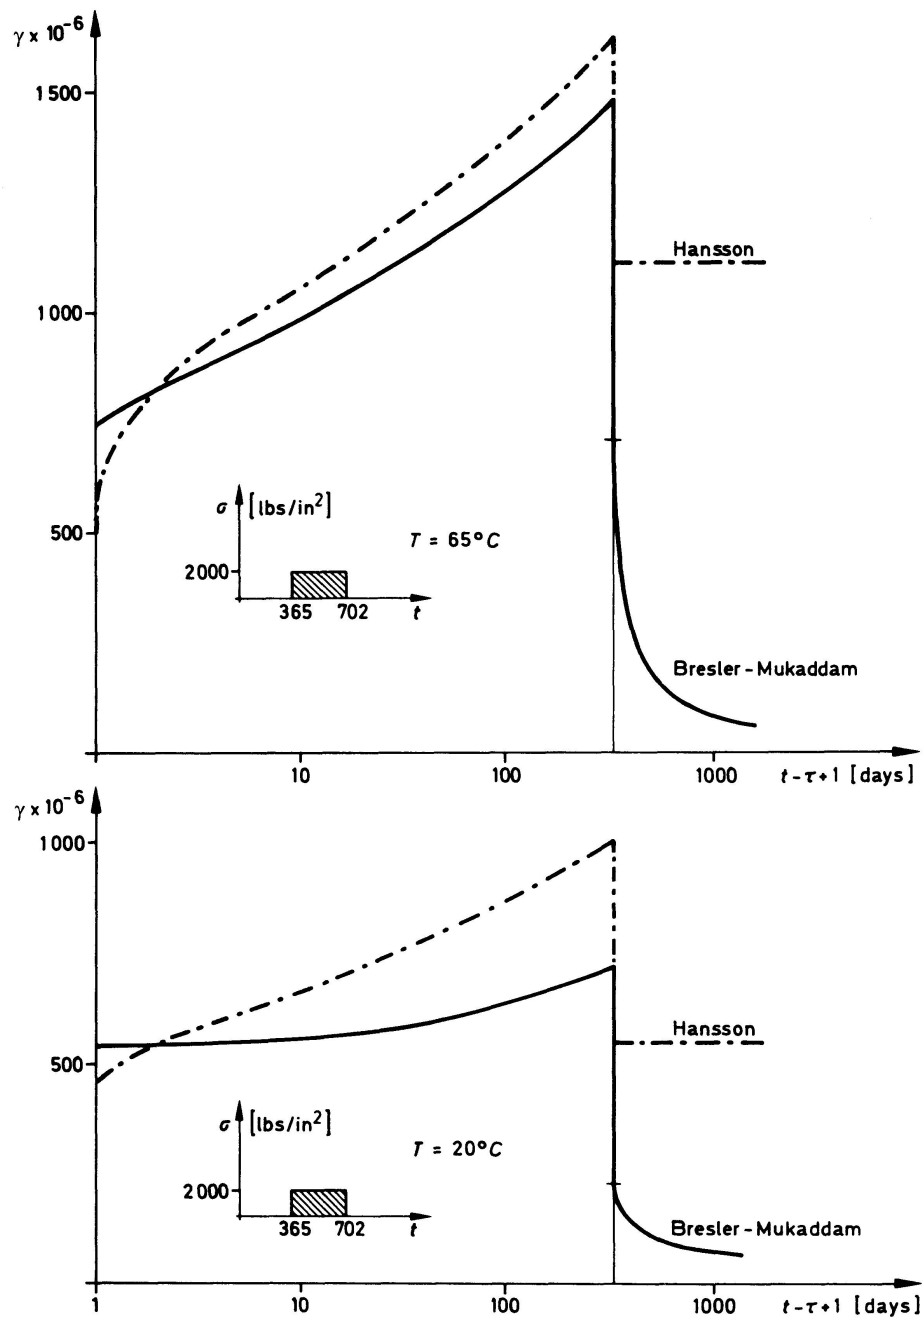 γ x 10⁻⁶
1 500
Hansson
1 000
σ [lbs/in²]
500
T = 65°C
2000
365 702 t
Bresler - Mukaddam
1 10 100 1000 t-τ+1 [days]
γ x 10⁻⁶
1 000
Hansson
500
σ [lbs/in²]
T = 20°C
2 000
365 702 t
Bresler - Mukaddam
1 10 100 1000 t-τ+1 [days]